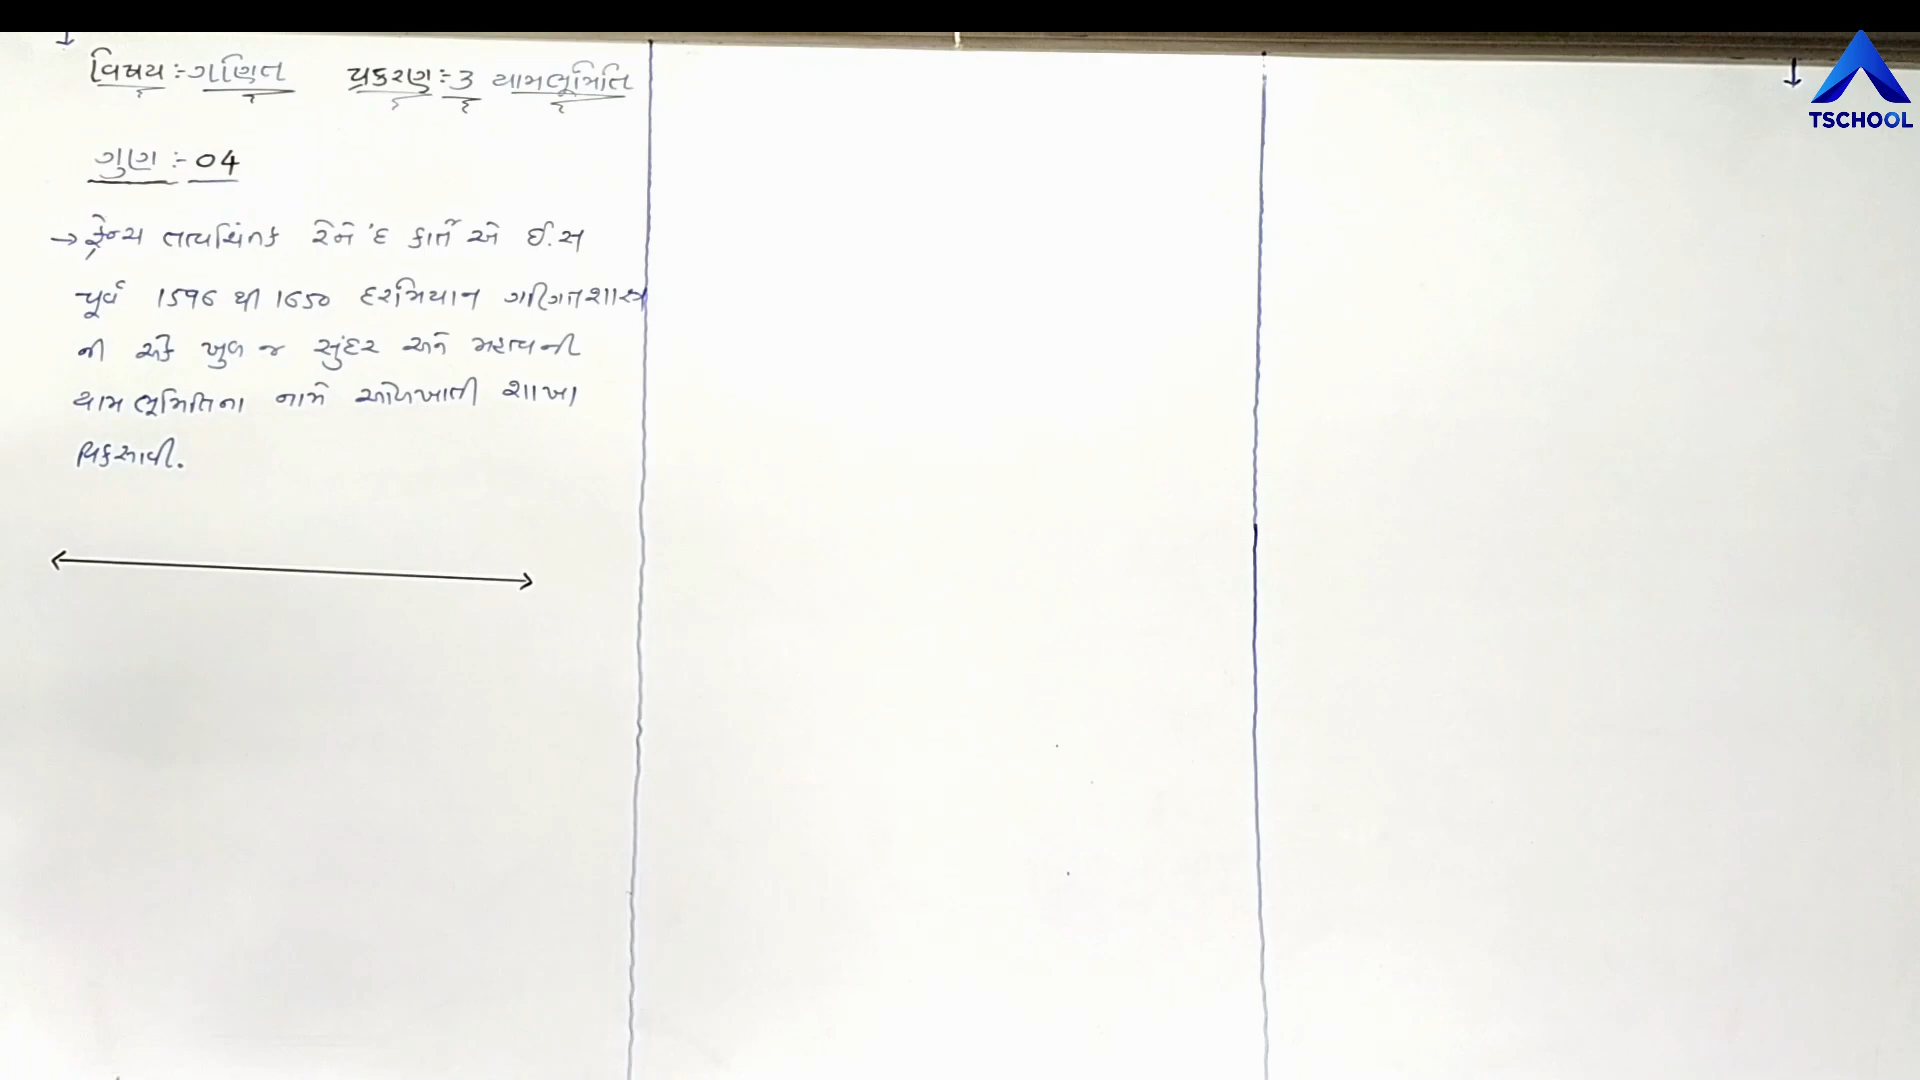 વિષય :- ગણિત પ્રકરણ :- 3 યામભૂમિતિ
ગુણ :- 04
→ ફ્રેન્ચ તત્વચિંતક રેને 'દ કાર્તે એ ઈ.સ
પૂર્વ 1596 થી 1650 દરમિયાન ગણિતશાસ્ત્ર
ની એક ખુબ જ સુંદર અને મહત્વની
યામ ભૂમિતિના નામે ઓળખાતી શાખા
વિકસાવી.
TSCHOOL